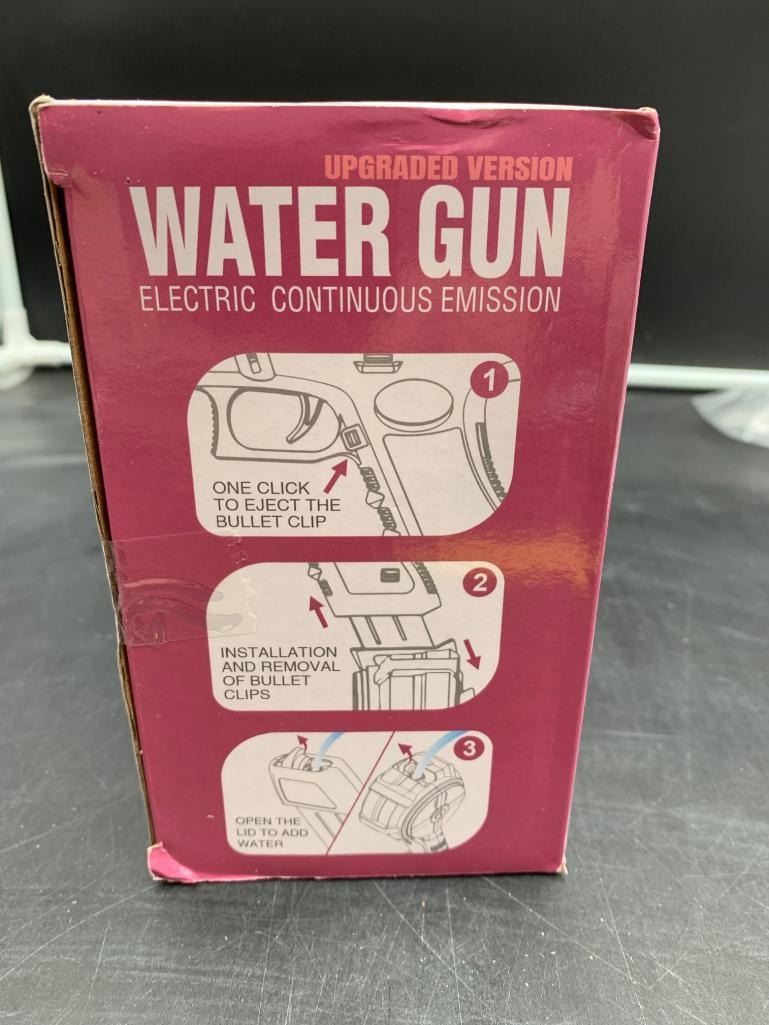 UPGRADED VERSION
WATER GUN
ELECTRIC CONTINUOUS EMISSION
1
ONE CLICK
TO EJECT THE
BULLET CLIP
2
INSTALLATION
AND REMOVAL
OF BULLET
CLIPS
3
OPEN THE
LID TO ADD
WATER